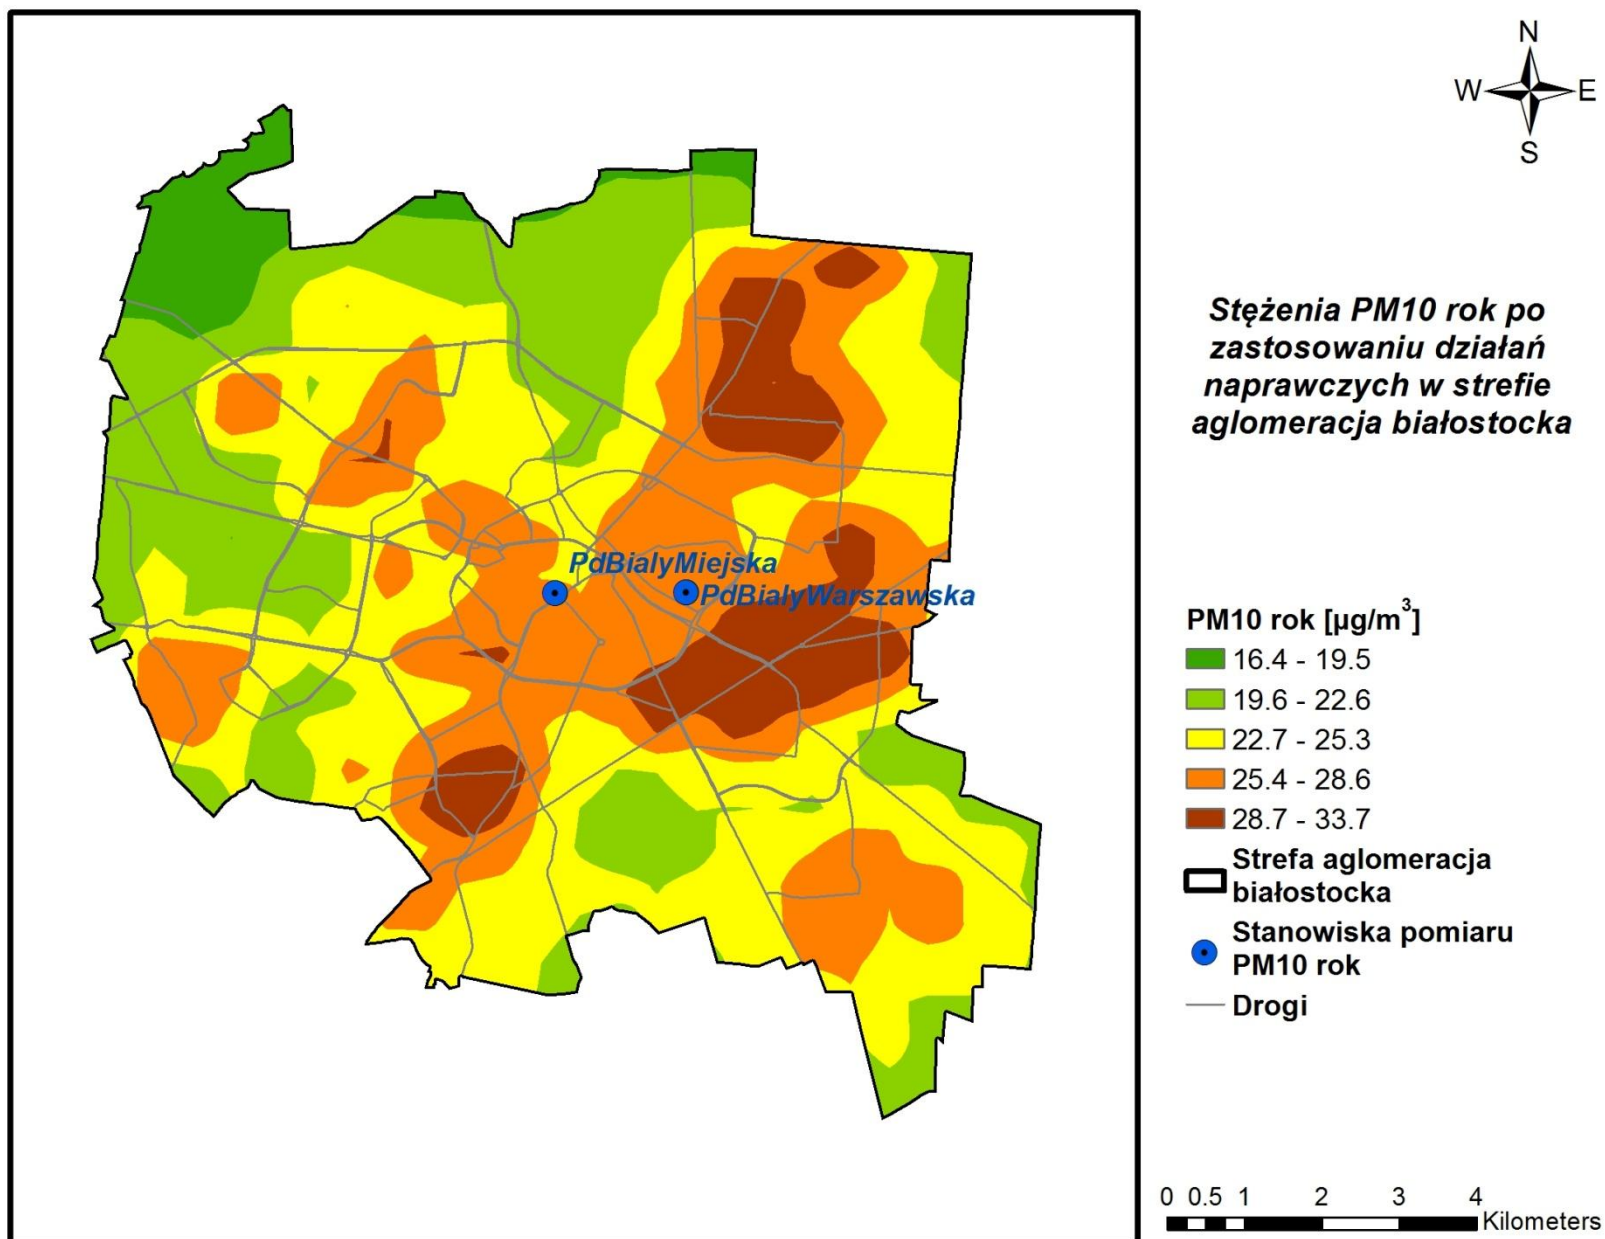 N
W E
S
Stężenia PM10 rok po
zastosowaniu działań
naprawczych w strefie
aglomeracja białostocka
PdBialyMiejska
PdBialyWarszawska
PM10 rok [µg/m³]
16.4 - 19.5
19.6 - 22.6
22.7 - 25.3
25.4 - 28.6
28.7 - 33.7
Strefa aglomeracja
białostocka
Stanowiska pomiaru
PM10 rok
Drogi
0 0.5 1 2 3 4
Kilometers